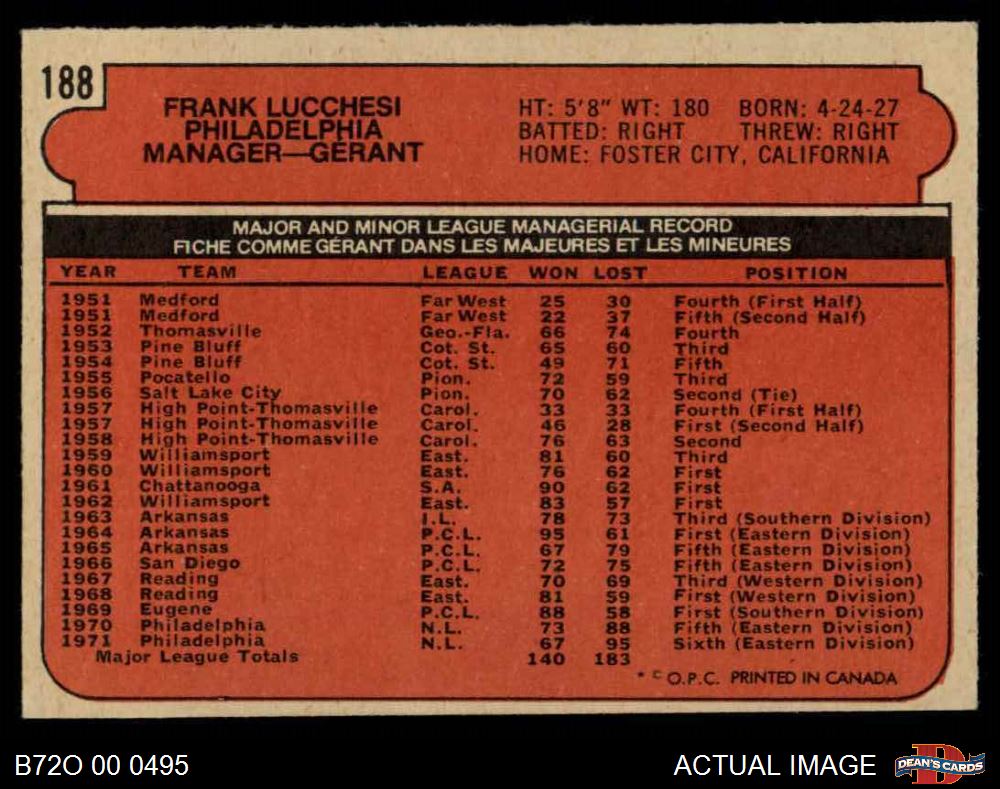 188
FRANK LUCCHESI
PHILADELPHIA
MANAGER—GÉRANT
HT: 5'8" WT: 180 BORN: 4-24-27
BATTED: RIGHT THREW: RIGHT
HOME: FOSTER CITY, CALIFORNIA
MAJOR AND MINOR LEAGUE MANAGERIAL RECORD
FICHE COMME GÉRANT DANS LES MAJEURES ET LES MINEURES
YEAR TEAM LEAGUE WON LOST POSITION
1951 Medford Far West 25 30 Fourth (First Half)
1951 Medford Far West 22 37 Fifth (Second Half)
1952 Thomasville Geo.-Fla. 66 74 Fourth
1953 Pine Bluff Cot. St. 65 60 Third
1954 Pine Bluff Cot. St. 49 71 Fifth
1955 Pocatello Pion. 72 59 Third
1956 Salt Lake City Pion. 70 62 Second (Tie)
1957 High Point-Thomasville Carol. 33 33 Fourth (First Half)
1957 High Point-Thomasville Carol. 46 28 First (Second Half)
1958 High Point-Thomasville Carol. 76 63 Second
1959 Williamsport East. 81 60 Third
1960 Williamsport East. 76 62 First
1961 Chattanooga S.A. 90 62 First
1962 Williamsport East. 83 57 First
1963 Arkansas I.L. 78 73 Third (Southern Division)
1964 Arkansas P.C.L. 95 61 First (Eastern Division)
1965 Arkansas P.C.L. 67 79 Fifth (Eastern Division)
1966 San Diego P.C.L. 72 75 Fifth (Eastern Division)
1967 Reading East. 70 69 Third (Western Division)
1968 Reading East. 81 59 First (Western Division)
1969 Eugene P.C.L. 88 58 First (Southern Division)
1970 Philadelphia N.L. 73 88 Fifth (Eastern Division)
1971 Philadelphia N.L. 67 95 Sixth (Eastern Division)
Major League Totals 140 183
* © O.P.C. PRINTED IN CANADA
B72O 00 0495
ACTUAL IMAGE
D
DEAN'S CARDS